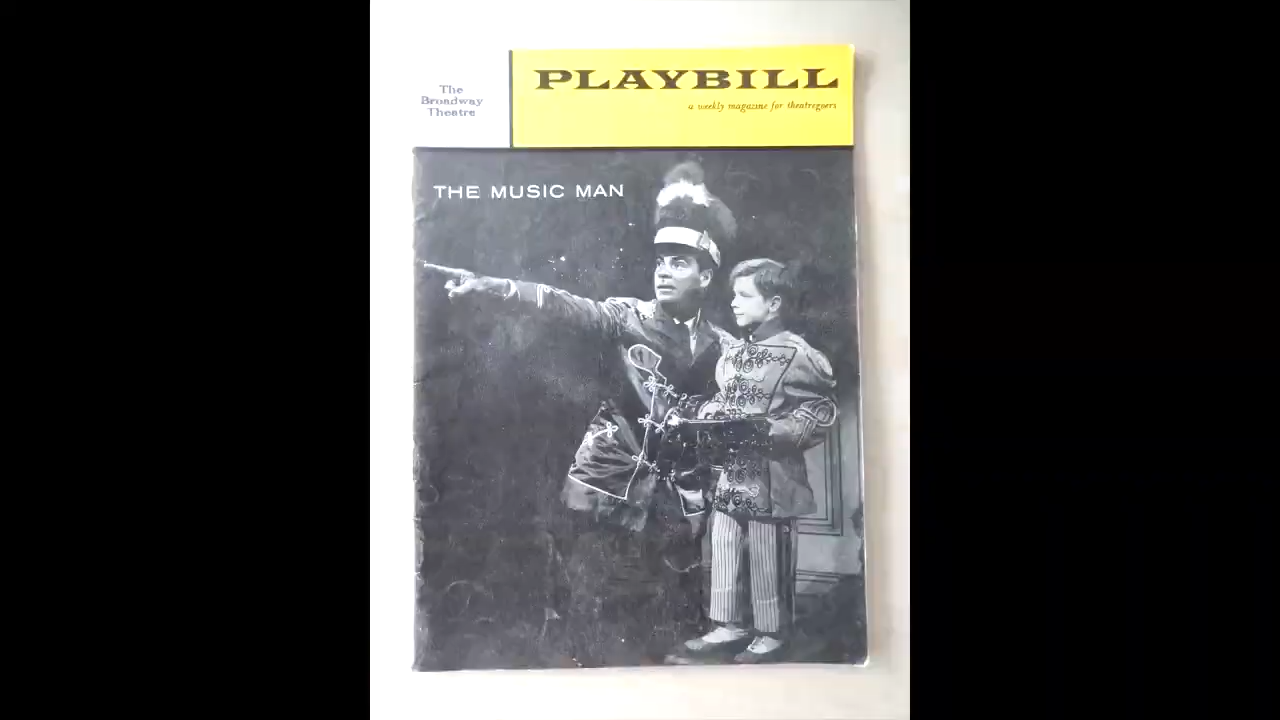 The
Broadway
Theatre
PLAYBILL
a weekly magazine for theatregoers
THE MUSIC MAN